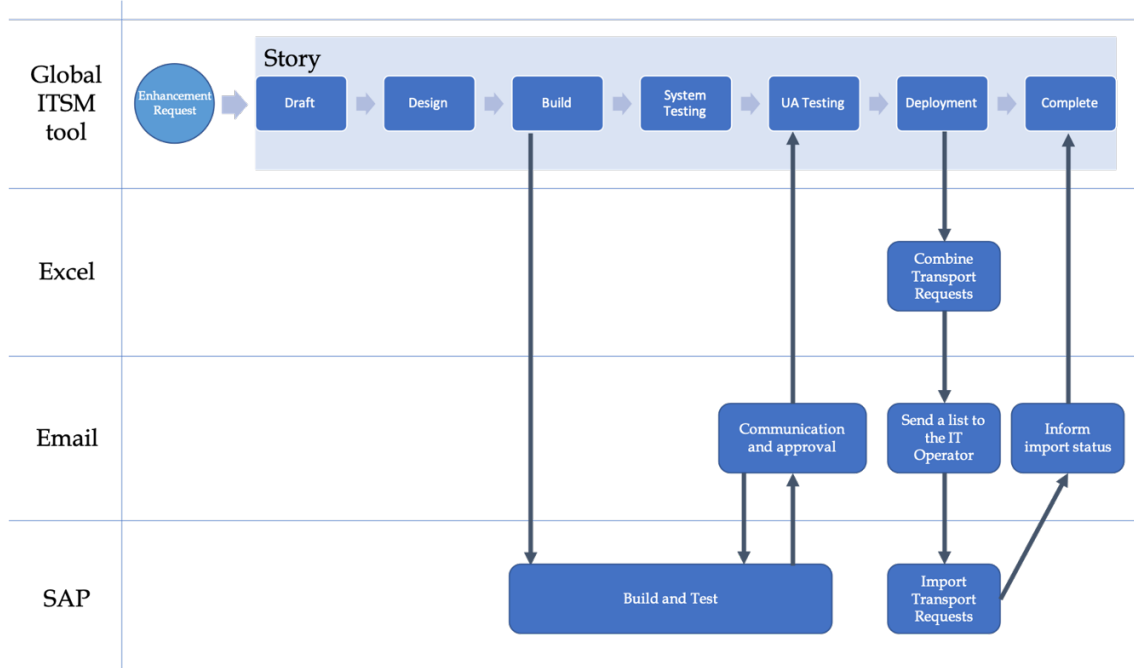 Global
ITSM
tool
Enhancement
Request
Story
Draft
Design
Build
System
Testing
UA Testing
Deployment
Complete
Excel
Combine
Transport
Requests
Email
Communication
and approval
Send a list to
the IT
Operator
Inform
import status
SAP
Build and Test
Import
Transport
Requests